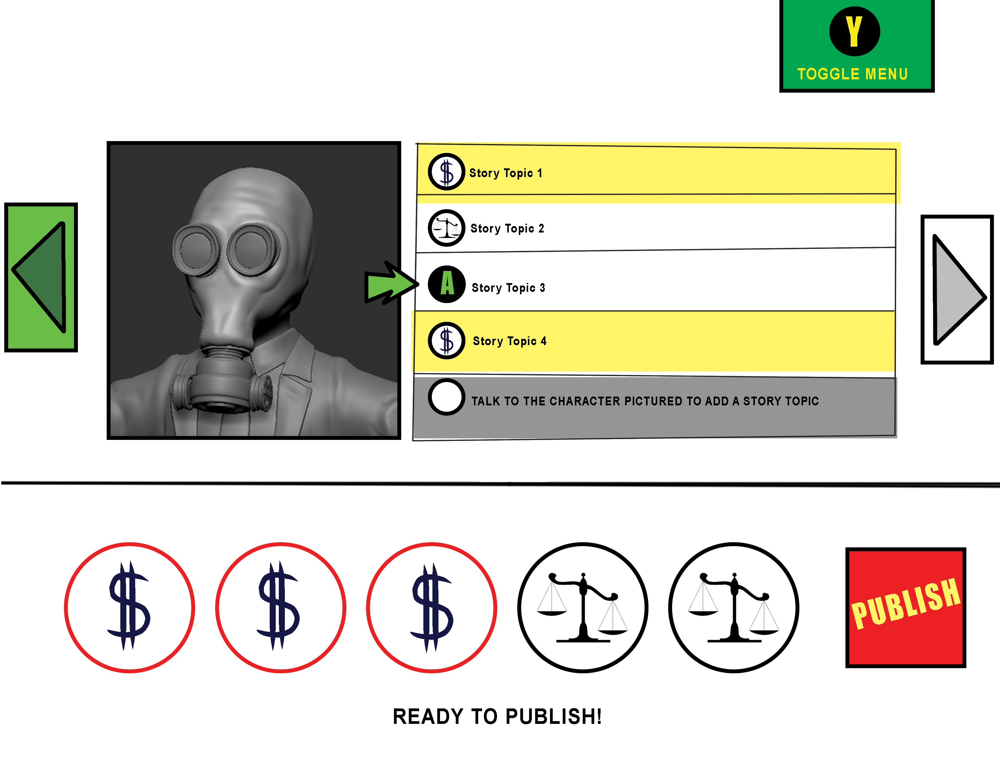 Y
TOGGLE MENU
Story Topic 1
Story Topic 2
A
Story Topic 3
Story Topic 4
TALK TO THE CHARACTER PICTURED TO ADD A STORY TOPIC
PUBLISH
READY TO PUBLISH!